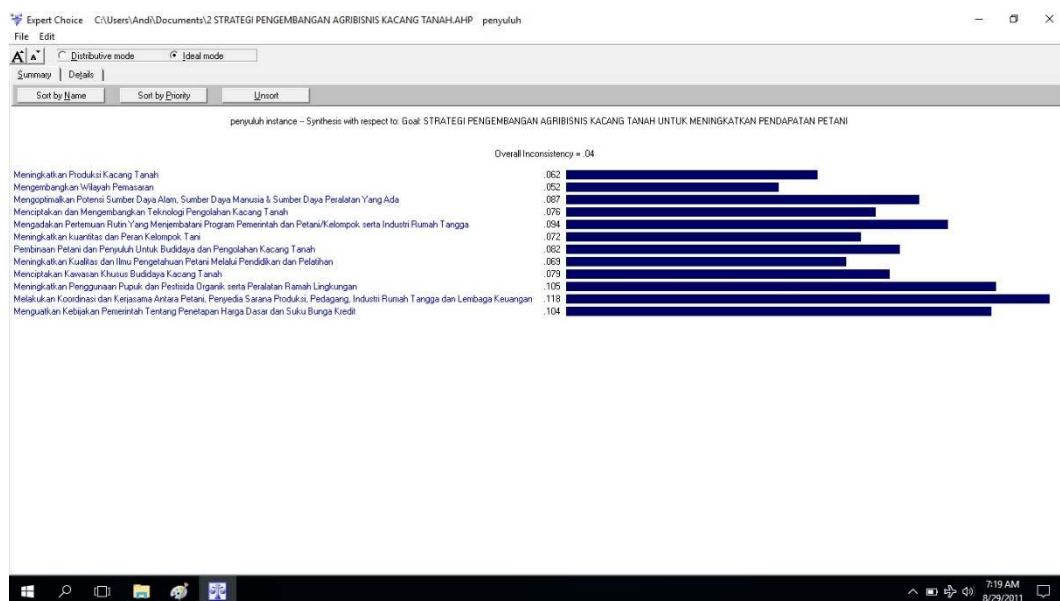 Expert Choice C:\Users\Andi\Documents\2 STRATEGI PENGEMBANGAN AGRIBISNIS KACANG TANAH.AHP penyuluh
File Edit
A A Distributive mode Ideal mode
Summary Details
Sort by Name Sort by Priority Unsort
penyuluh instance -- Synthesis with respect to: Goal: STRATEGI PENGEMBANGAN AGRIBISNIS KACANG TANAH UNTUK MENINGKATKAN PENDAPATAN PETANI
Overall Inconsistency = .04
Meningkatkan Produksi Kacang Tanah .062
Mengembangkan Wilayah Pemasaran .052
Mengoptimalkan Potensi Sumber Daya Alam, Sumber Daya Manusia & Sumber Daya Peralatan Yang Ada .087
Menciptakan dan Mengembangkan Teknologi Pengolahan Kacang Tanah .076
Mengadakan Pertemuan Rutin Yang Menjembatani Program Pemerintah dan Petani/Kelompok serta Industri Rumah Tangga .094
Meningkatkan kuantitas dan Peran Kelompok Tani .072
Pembinaan Petani dan Penyuluh Untuk Budidaya dan Pengolahan Kacang Tanah .082
Meningkatkan Kualitas dan Ilmu Pengetahuan Petani Melalui Pendidikan dan Pelatihan .069
Menciptakan Kawasan Khusus Budidaya Kacang Tanah .079
Meningkatkan Penggunaan Pupuk dan Pestisida Organik serta Peralatan Ramah Lingkungan .105
Melakukan Koordinasi dan Kerjasama Antara Petani, Penyedia Sarana Produksi, Pedagang, Industri Rumah Tangga dan Lembaga Keuangan .118
Menguatkan Kebijakan Pemerintah Tentang Penetapan Harga Dasar dan Suku Bunga Kredit .104
7:19 AM
8/29/2011